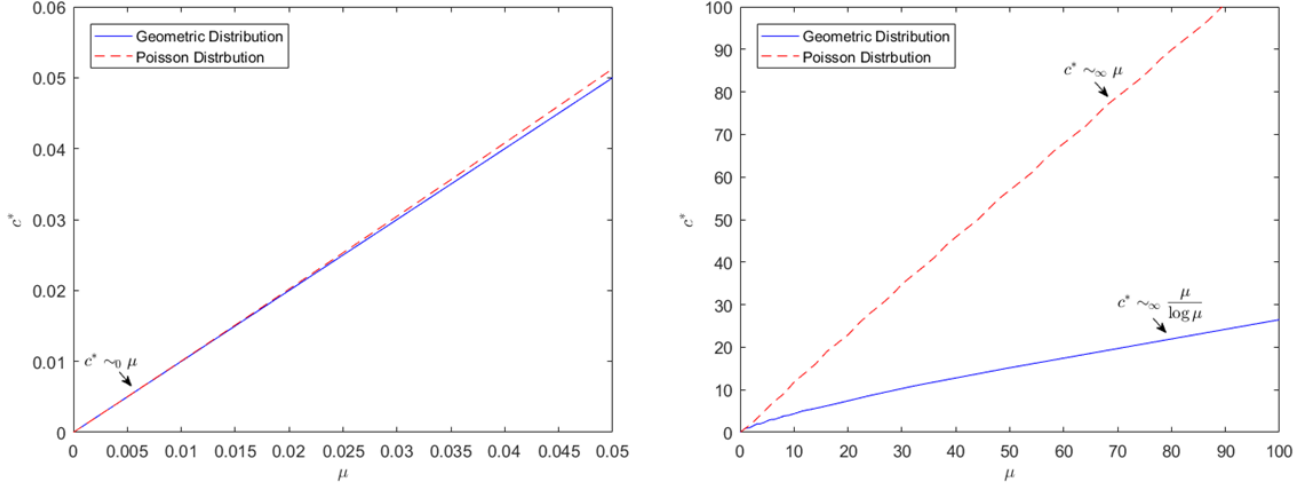 0.06
0.05
0.04
0.03
0.02
0.01
0
Geometric Distribution
Poisson Distrbution
c* ∼₀ μ
c*
0 0.005 0.01 0.015 0.02 0.025 0.03 0.035 0.04 0.045 0.05
μ
100
90
80
70
60
50
40
30
20
10
0
Geometric Distribution
Poisson Distrbution
c* ∼∞ μ
c* ∼∞ μ / log μ
c*
0 10 20 30 40 50 60 70 80 90 100
μ